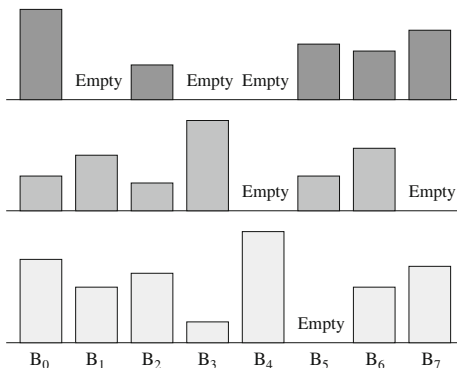 Empty Empty Empty
Empty Empty
Empty
B₀ B₁ B₂ B₃ B₄ B₅ B₆ B₇